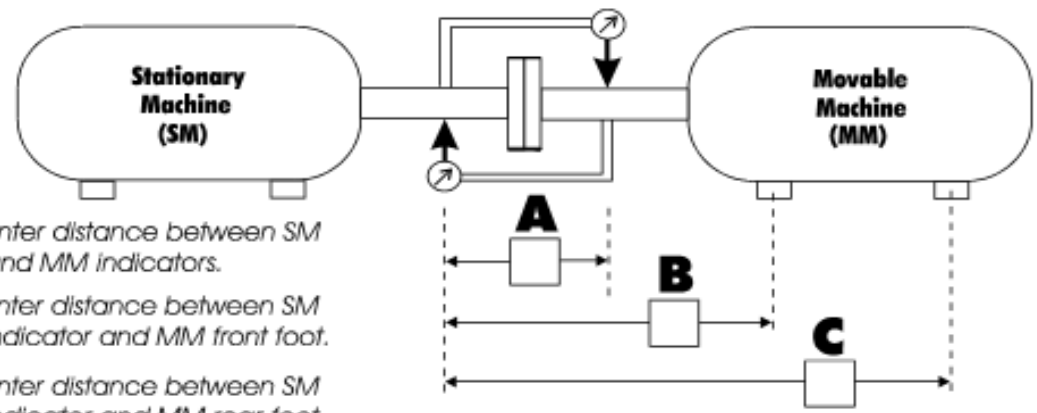 Stationary
Machine
(SM)
Movable
Machine
(MM)
A
B
C
nter distance between SM
nd MM indicators.
nter distance between SM
ndicator and MM front foot.
nter distance between SM
ndicator and MM rear foot